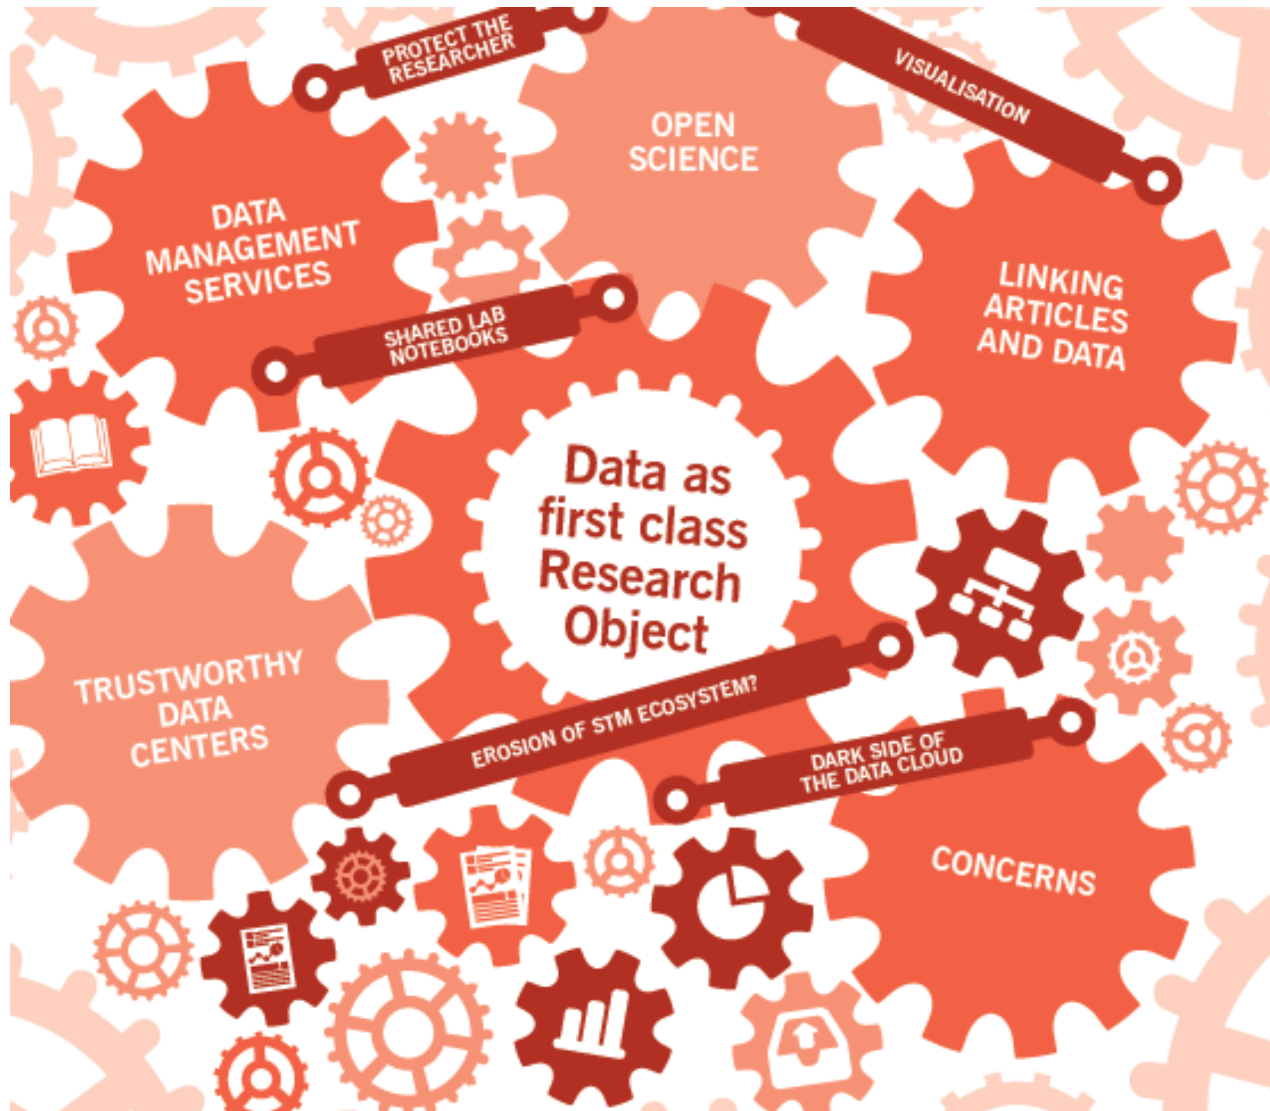 PROTECT THE
RESEARCHER
VISUALISATION
OPEN
SCIENCE
DATA
MANAGEMENT
SERVICES
LINKING
ARTICLES
AND DATA
SHARED LAB
NOTEBOOKS
Data as
first class
Research
Object
TRUSTWORTHY
DATA
CENTERS
EROSION OF STM ECOSYSTEM?
DARK SIDE OF
THE DATA CLOUD
CONCERNS